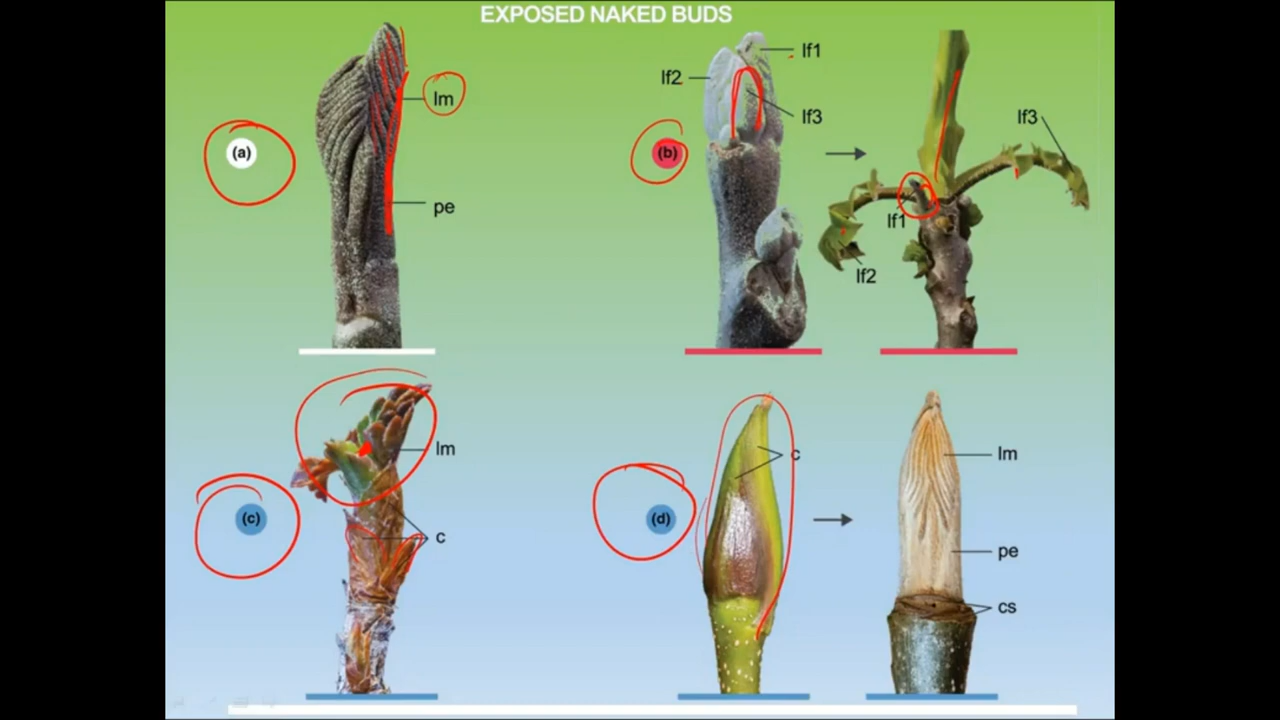 EXPOSED NAKED BUDS
(a)
lm
pe
(b)
lf1
lf2
lf3
lf3
lf1
lf2
(c)
lm
c
(d)
c
lm
pe
cs